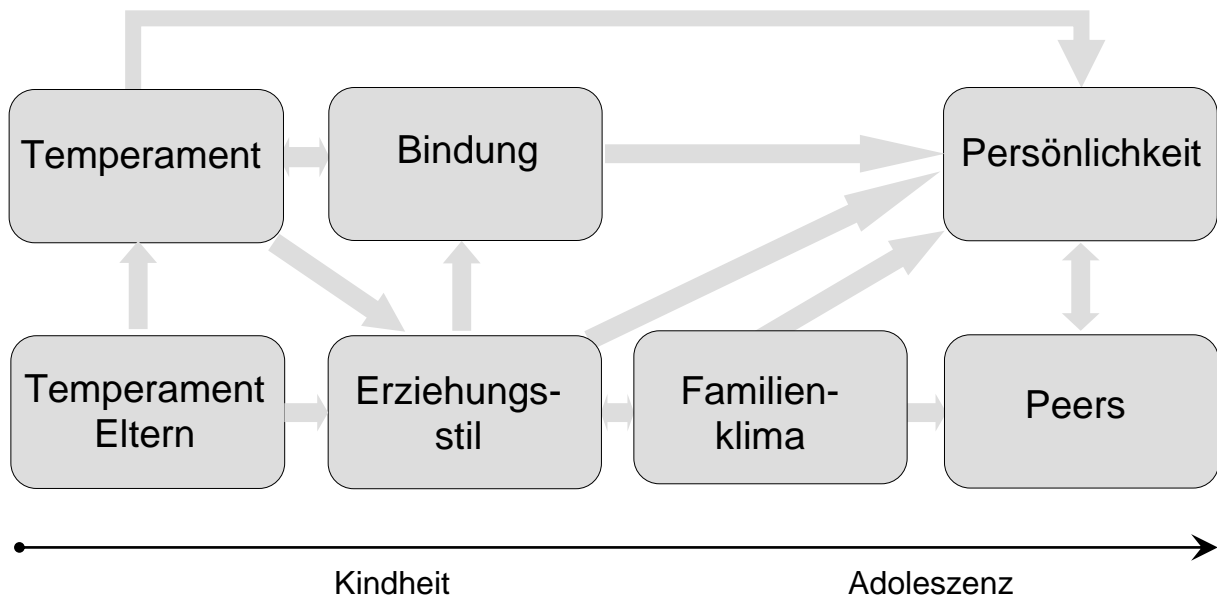 Temperament
Bindung
Persönlichkeit
Temperament
Eltern
Erziehungs-
stil
Familien-
klima
Peers
Kindheit
Adoleszenz